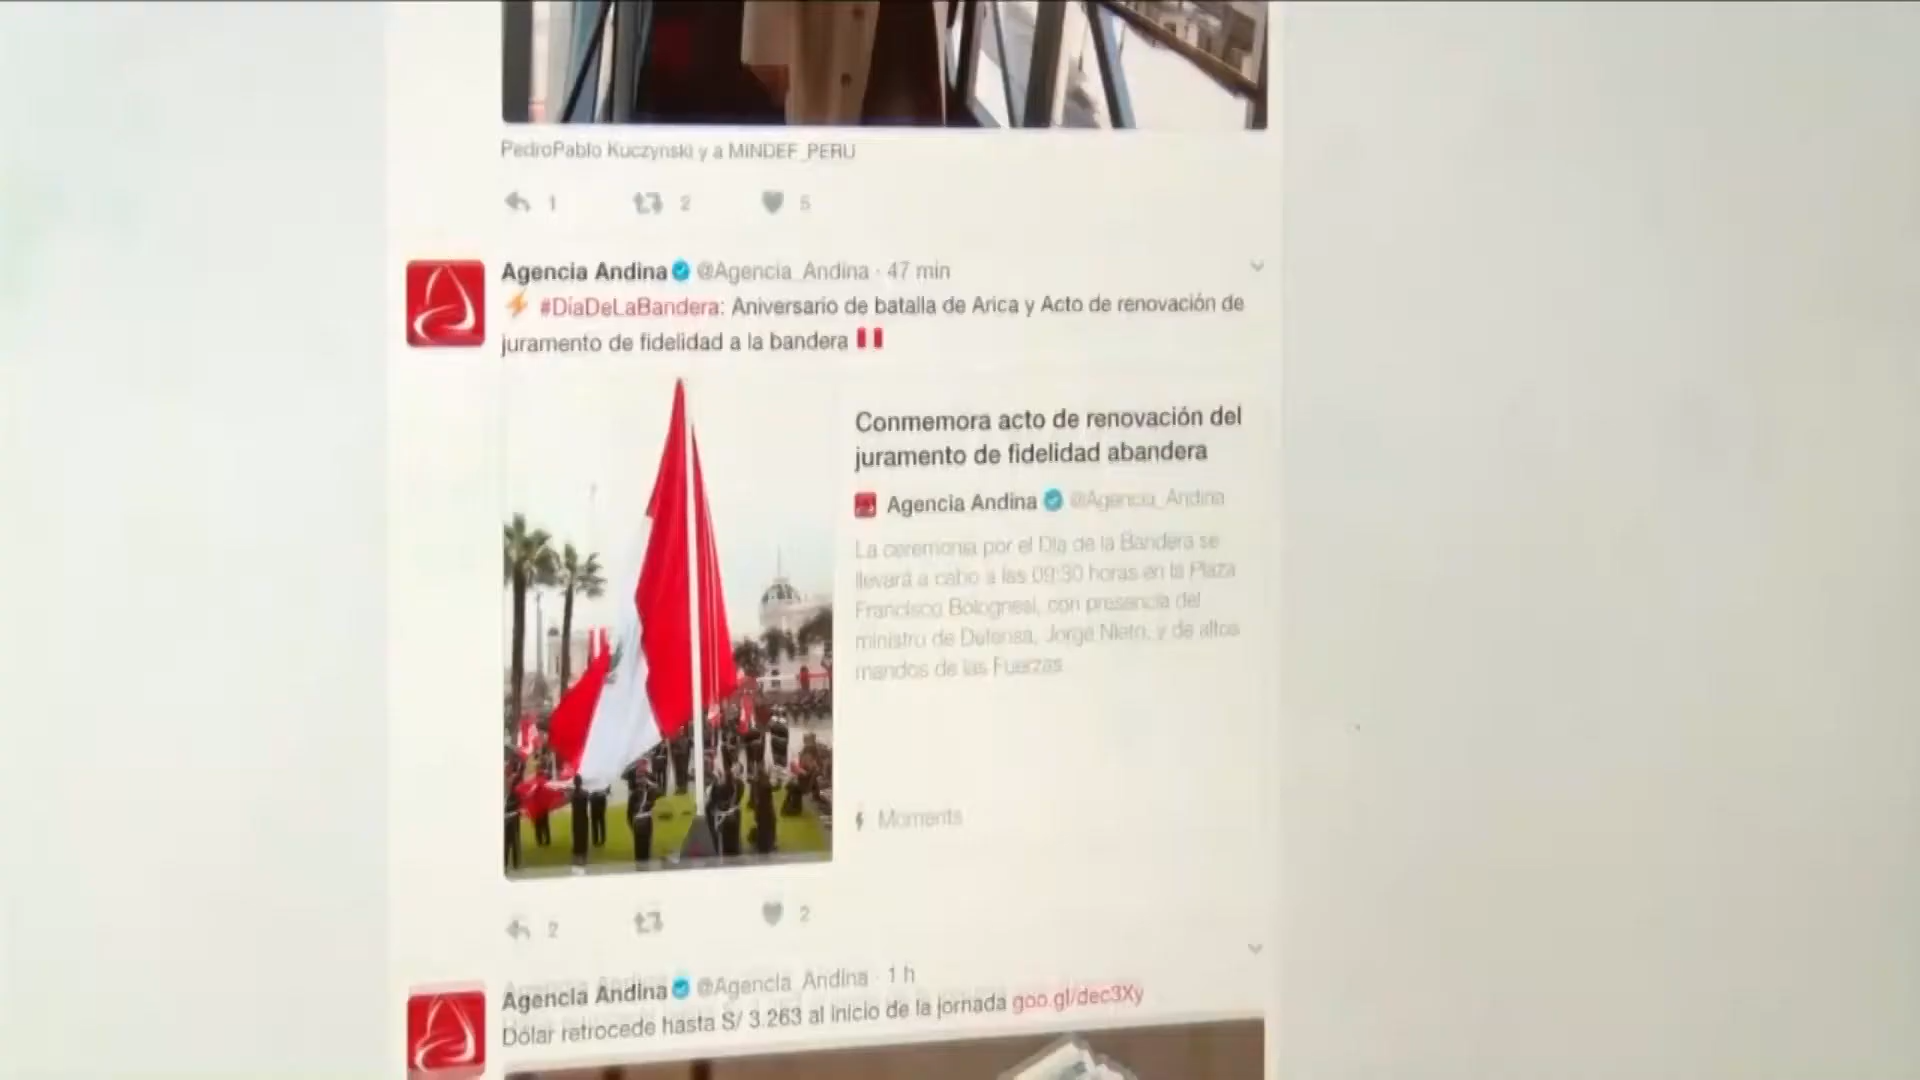 PedroPablo Kuczynski y a MINDEF_PERU
1 2 5
Agencia Andina @Agencia_Andina · 47 min
#DíaDeLaBandera: Aniversario de batalla de Arica y Acto de renovación de
juramento de fidelidad a la bandera
Conmemora acto de renovación del
juramento de fidelidad abandera
Agencia Andina @Agencia_Andina
La ceremonia por el Día de la Bandera se
llevará a cabo a las 09:30 horas en la Plaza
Francisco Bolognesi, con presencia del
ministro de Defensa, Jorge Nieto, y de altos
mandos de las Fuerzas
Moments
2 2
Agencia Andina @Agencia_Andina · 1 h
Dólar retrocede hasta S/ 3.263 al inicio de la jornada goo.gl/dec3Xy